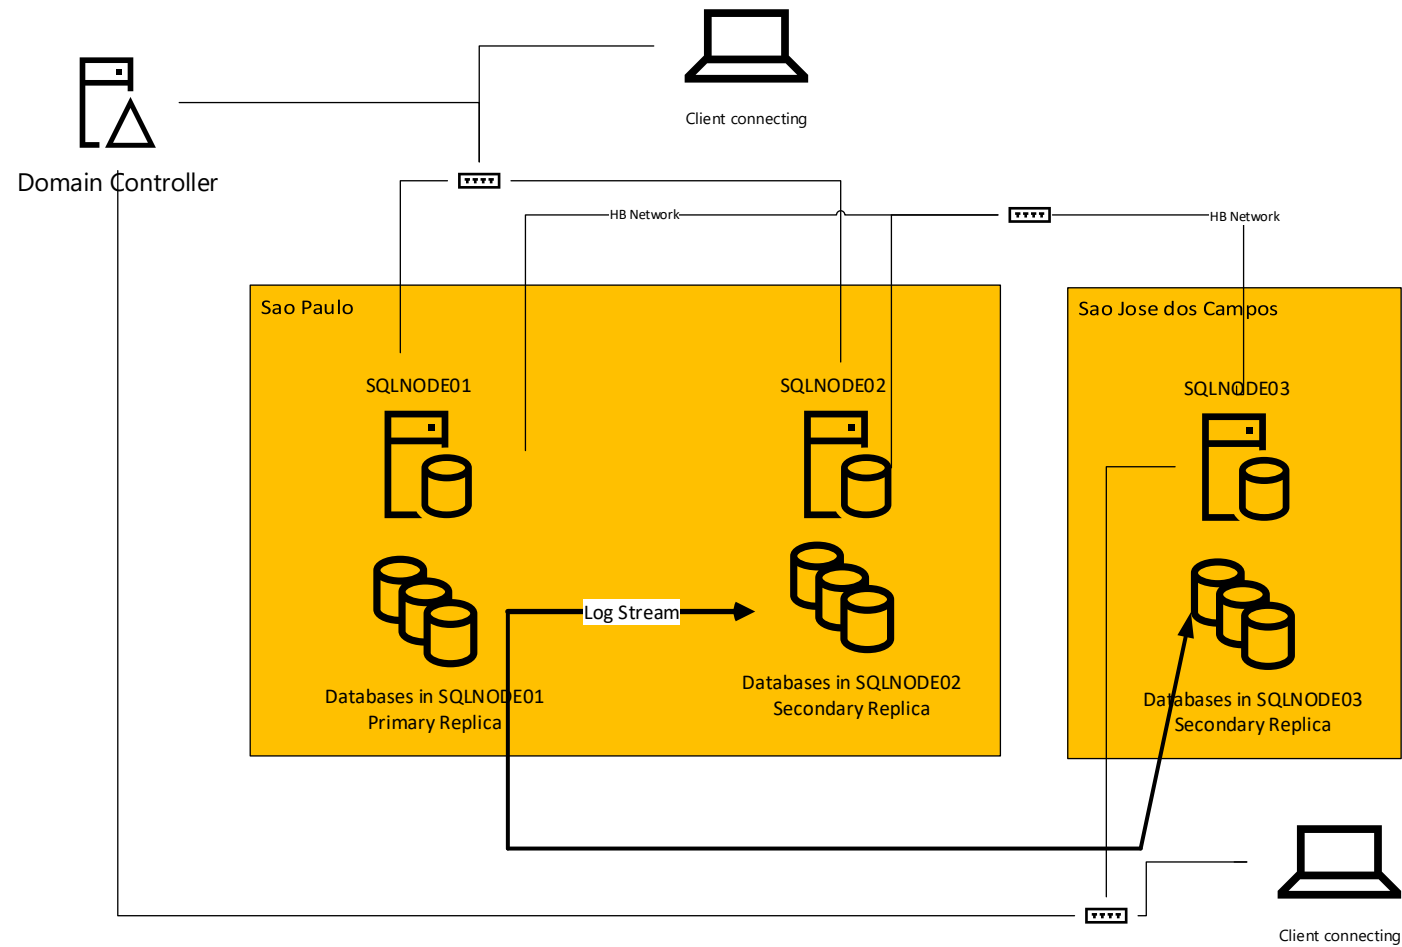 Client connecting
Domain Controller
HB Network
HB Network
Sao Paulo
Sao Jose dos Campos
SQLNODE01
SQLNODE02
SQLNODE03
Log Stream
Databases in SQLNODE01
Primary Replica
Databases in SQLNODE02
Secondary Replica
Databases in SQLNODE03
Secondary Replica
Client connecting